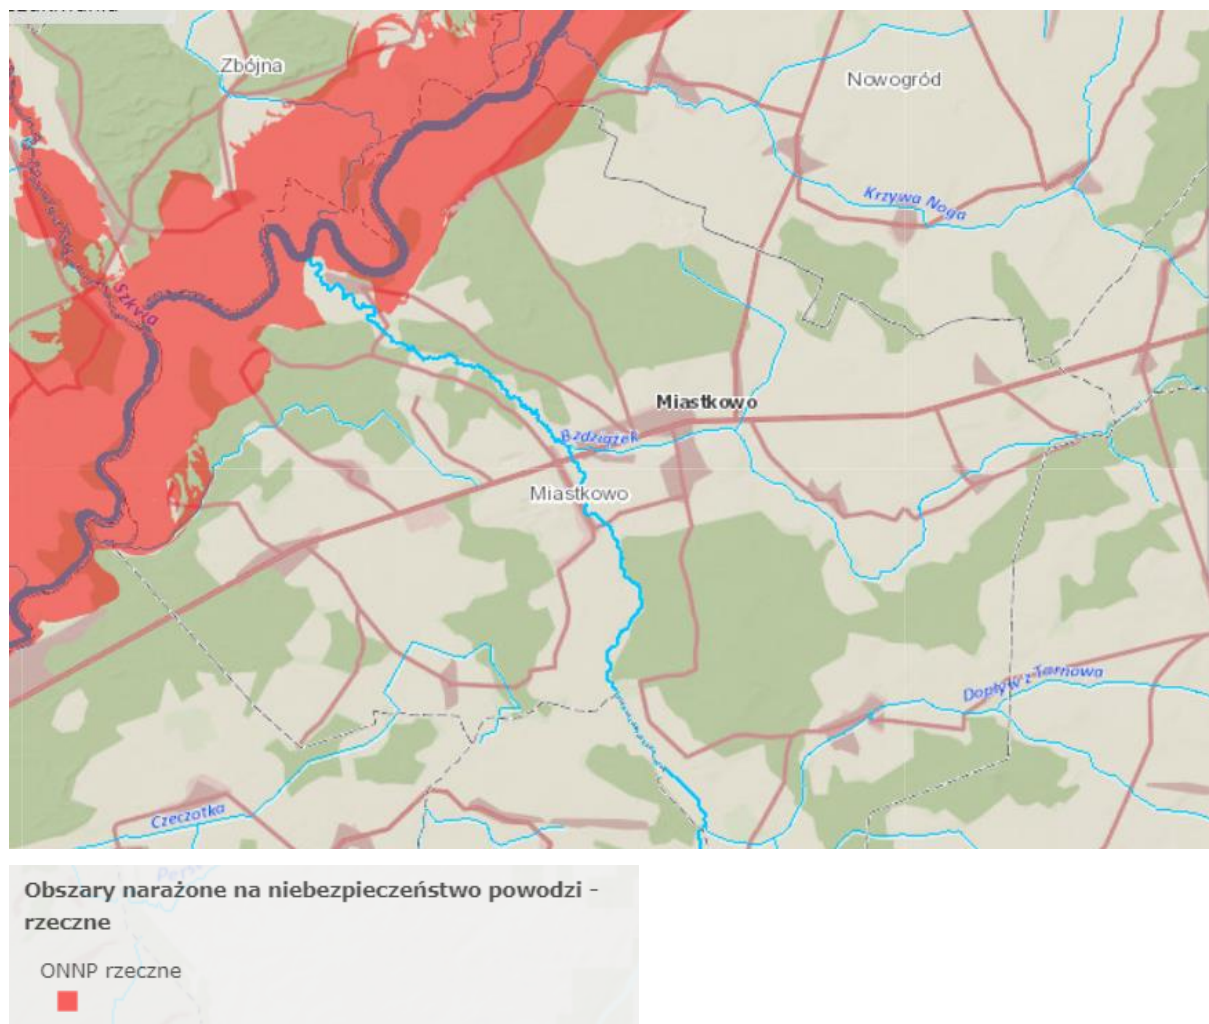 Zbójna
Nowogród
Krzywa Noga
Szkwa
Miastkowo
Bzdziążek
Miastkowo
Dopływ z Tarnowa
Czeczotka
Obszary narażone na niebezpieczeństwo powodzi -
rzeczne
ONNP rzeczne